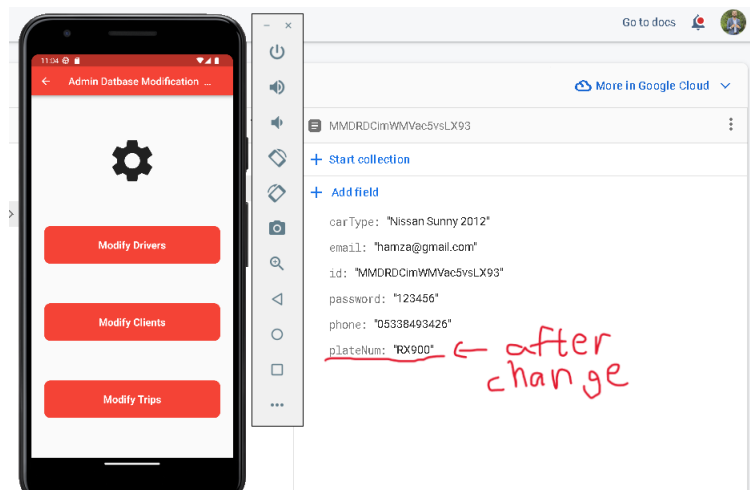 Go to docs
11:04
Admin Datbase Modification ...
More in Google Cloud
MMDRDCimWMVac5vsLX93
+ Start collection
+ Add field
carType: "Nissan Sunny 2012"
email: "hamza@gmail.com"
id: "MMDRDCimWMVac5vsLX93"
password: "123456"
phone: "05338493426"
plateNum: "RX900" ← after
change
Modify Drivers
Modify Clients
Modify Trips